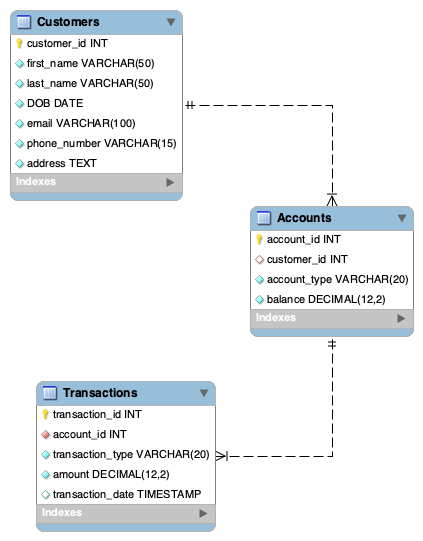 Customers
customer_id INT
first_name VARCHAR(50)
last_name VARCHAR(50)
DOB DATE
email VARCHAR(100)
phone_number VARCHAR(15)
address TEXT
Indexes
Accounts
account_id INT
customer_id INT
account_type VARCHAR(20)
balance DECIMAL(12,2)
Indexes
Transactions
transaction_id INT
account_id INT
transaction_type VARCHAR(20)
amount DECIMAL(12,2)
transaction_date TIMESTAMP
Indexes